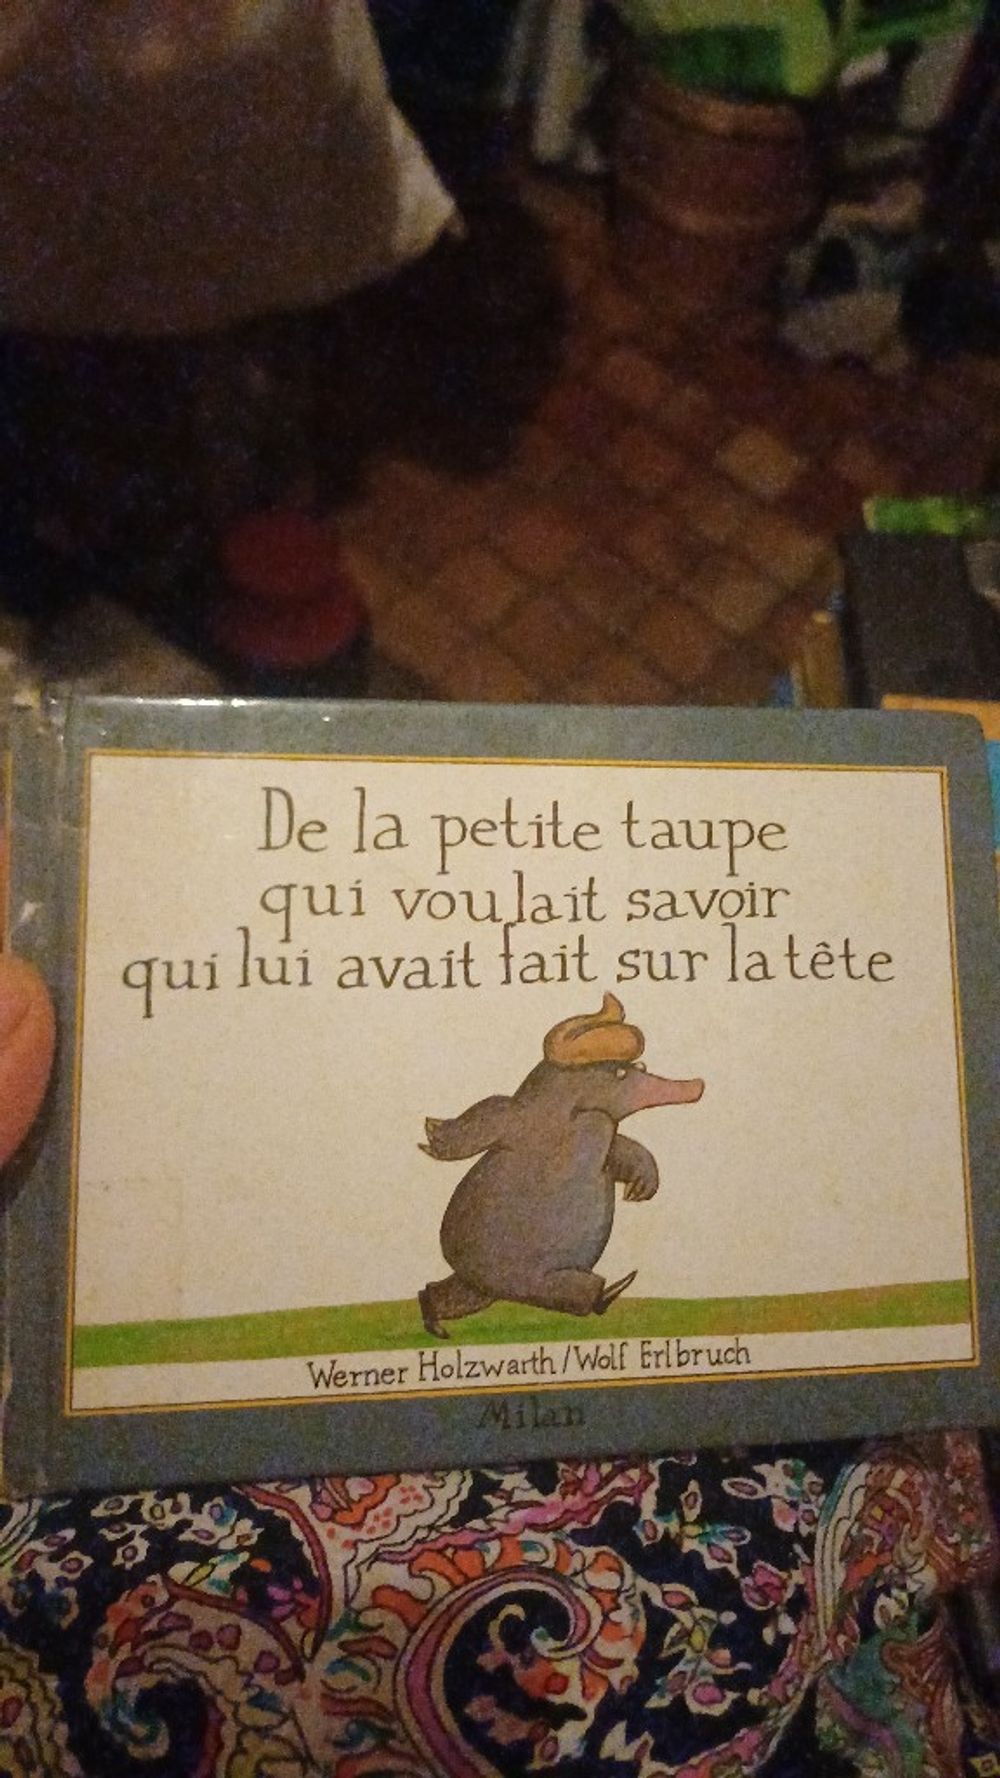 De la petite taupe
qui voulait savoir
qui lui avait fait sur la tête
Werner Holzwarth/Wolf Erlbruch
Milan